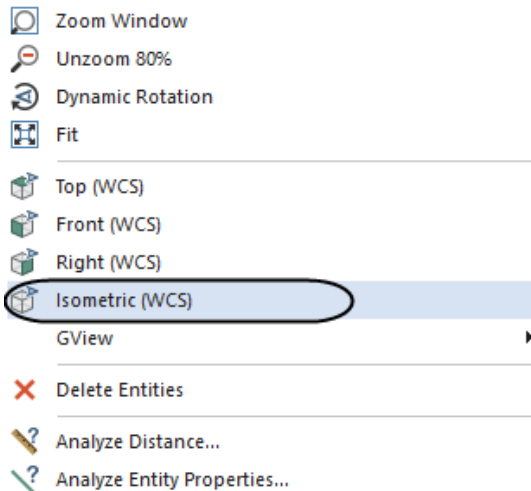 Zoom Window
Unzoom 80%
Dynamic Rotation
Fit
Top (WCS)
Front (WCS)
Right (WCS)
Isometric (WCS)
GView
Delete Entities
Analyze Distance...
Analyze Entity Properties...